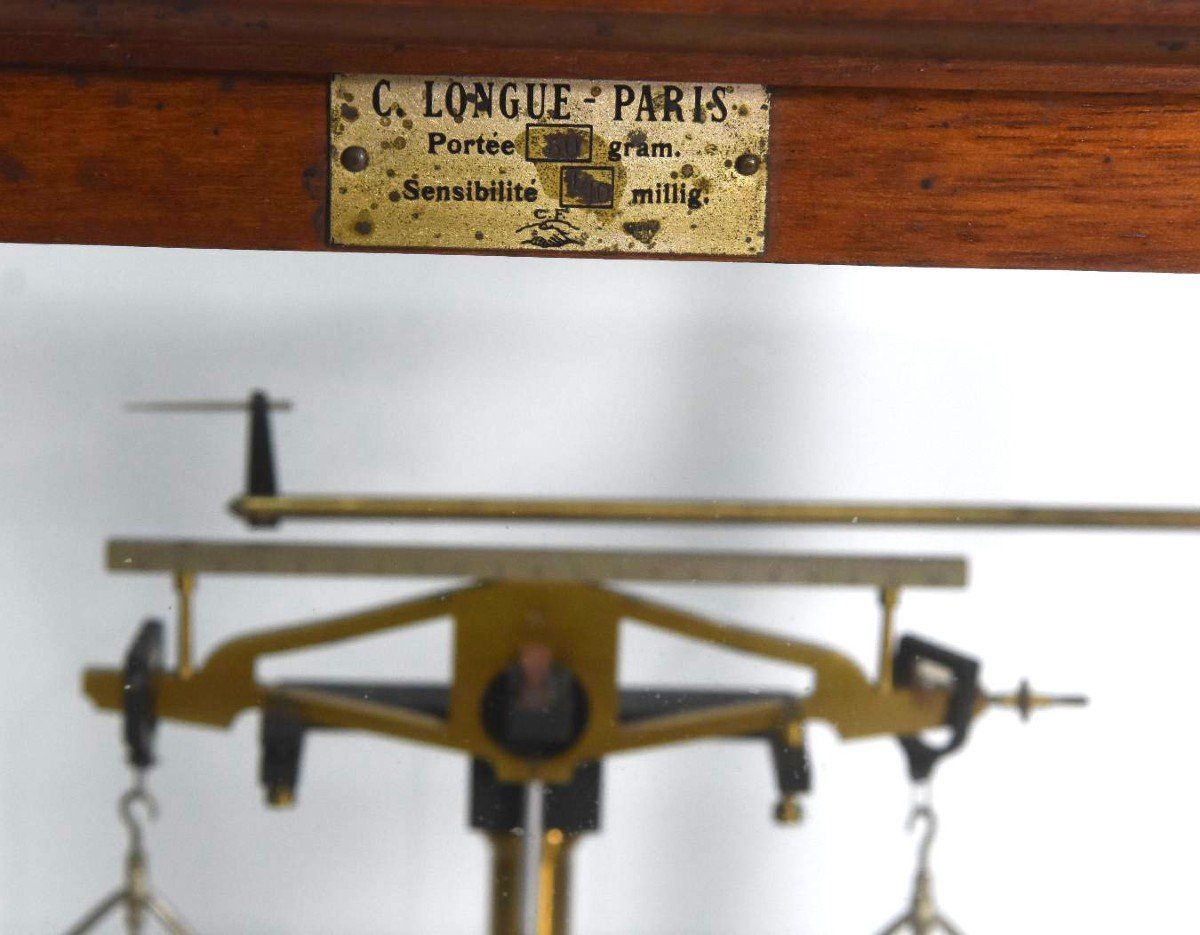 C. LONGUE - PARIS
Portée gram.
Sensibilité millig.
C.F.